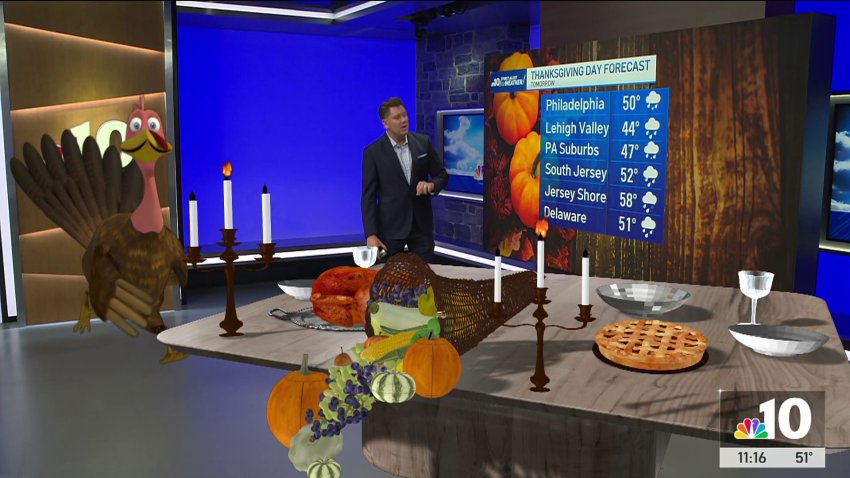 10
FIRST ALERT
WEATHER
THANKSGIVING DAY FORECAST
TOMORROW
Philadelphia 50°
Lehigh Valley 44°
PA Suburbs 47°
South Jersey 52°
Jersey Shore 58°
Delaware 51°
10
11:16 51°